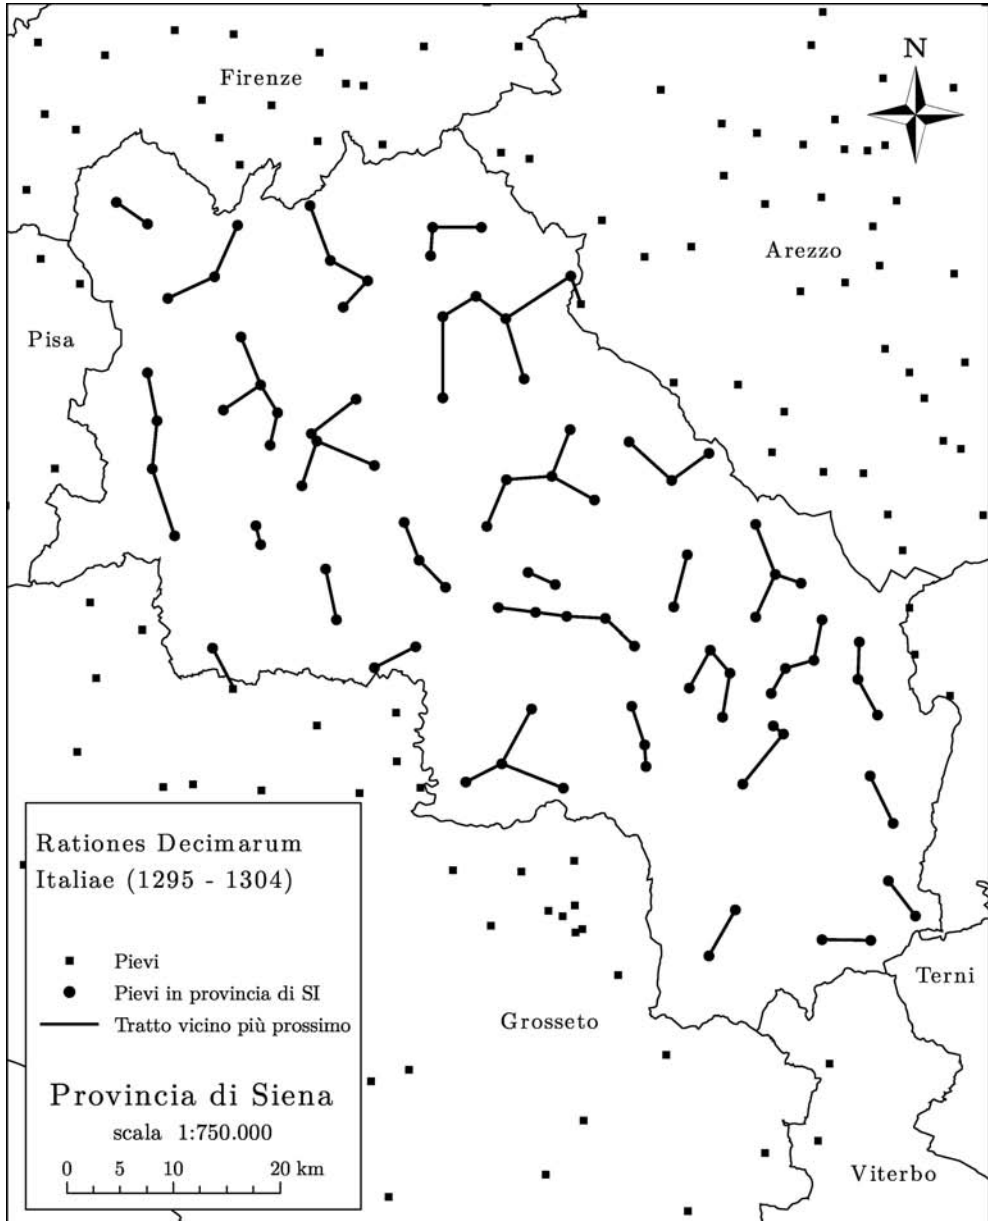 N
Firenze
Arezzo
Pisa
Rationes Decimarum
Italiae (1295 - 1304)
Pievi
Pievi in provincia di SI
Tratto vicino più prossimo
Provincia di Siena
scala 1:750.000
0 5 10 20 km
Grosseto
Terni
Viterbo